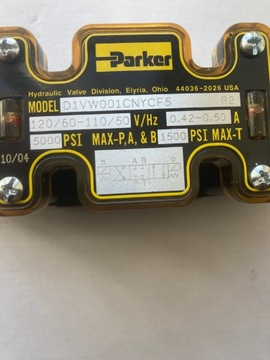 Parker
Hydraulic Valve Division, Elyria, Ohio 44036-2026 USA
MODEL D1VW001CNYCF5 82
120/60-110/50 V/Hz 0.42-0.50 A
5000 PSI MAX-P,A, & B 1500 PSI MAX-T
10/04
A B
P T